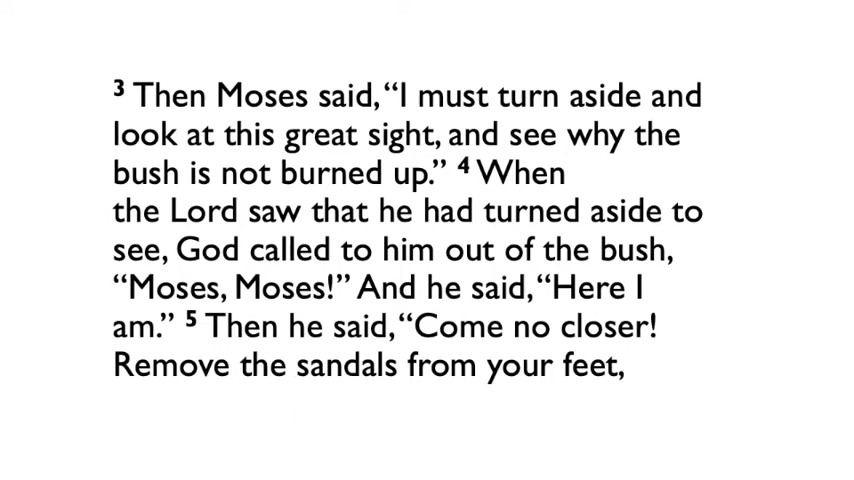 ³ Then Moses said, “I must turn aside and
look at this great sight, and see why the
bush is not burned up.” ⁴ When
the Lord saw that he had turned aside to
see, God called to him out of the bush,
“Moses, Moses!” And he said, “Here I
am.” ⁵ Then he said, “Come no closer!
Remove the sandals from your feet,